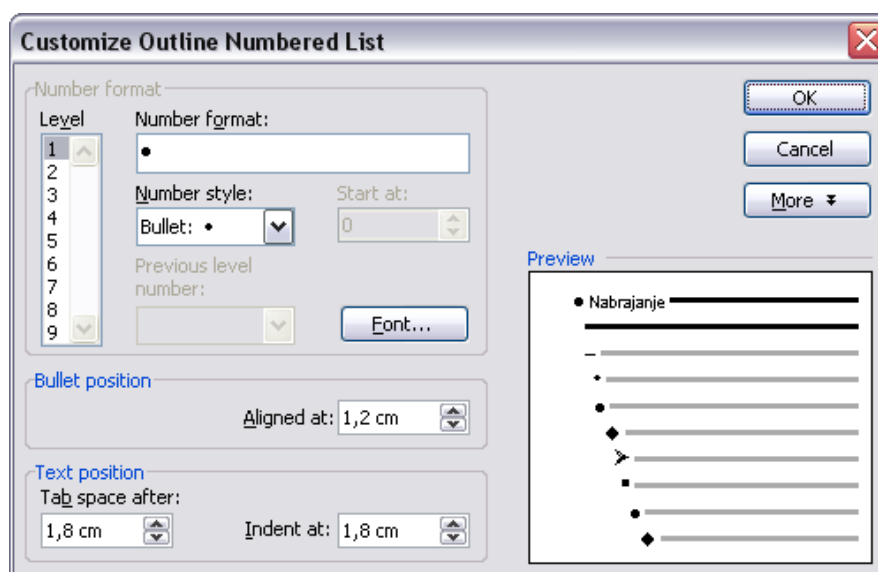 Customize Outline Numbered List
Number format
Level
Number format:
1
2
3
4
5
6
7
8
9
•
Number style:
Start at:
Bullet: •
0
Previous level
number:
Font...
OK
Cancel
More
Bullet position
Aligned at: 1,2 cm
Text position
Tab space after:
1,8 cm
Indent at: 1,8 cm
Preview
• Nabrajanje